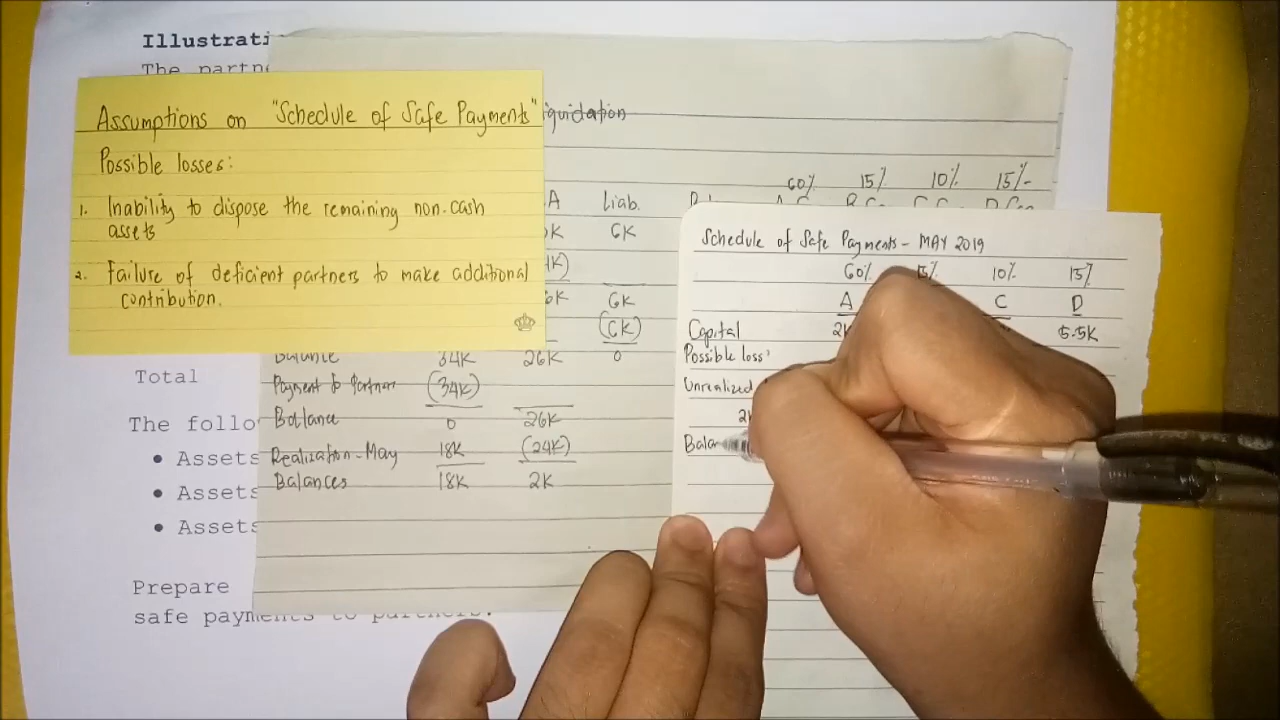 Illustrati
The partn
Assumptions on "Schedule of Safe Payments"
Possible losses:
1. Inability to dispose the remaining non-cash
assets
2. Failure of deficient partners to make additional
contribution.
iquidation
60% 15% 10% 15%
A Liab.
6K
6K
(6K)
Balance 34K 26K 0
Payment to Partners (34K)
Balance 0 26K
Realization-May 18K (24K)
Balances 18K 2K
Schedule of Safe Payments - MAY 2019
60% 10% 15%
A C D
Capital 5.5K
Possible loss:
Unrealized
Balan
Total
The follo
• Assets
• Assets
• Assets
Prepare
safe payments to partners.